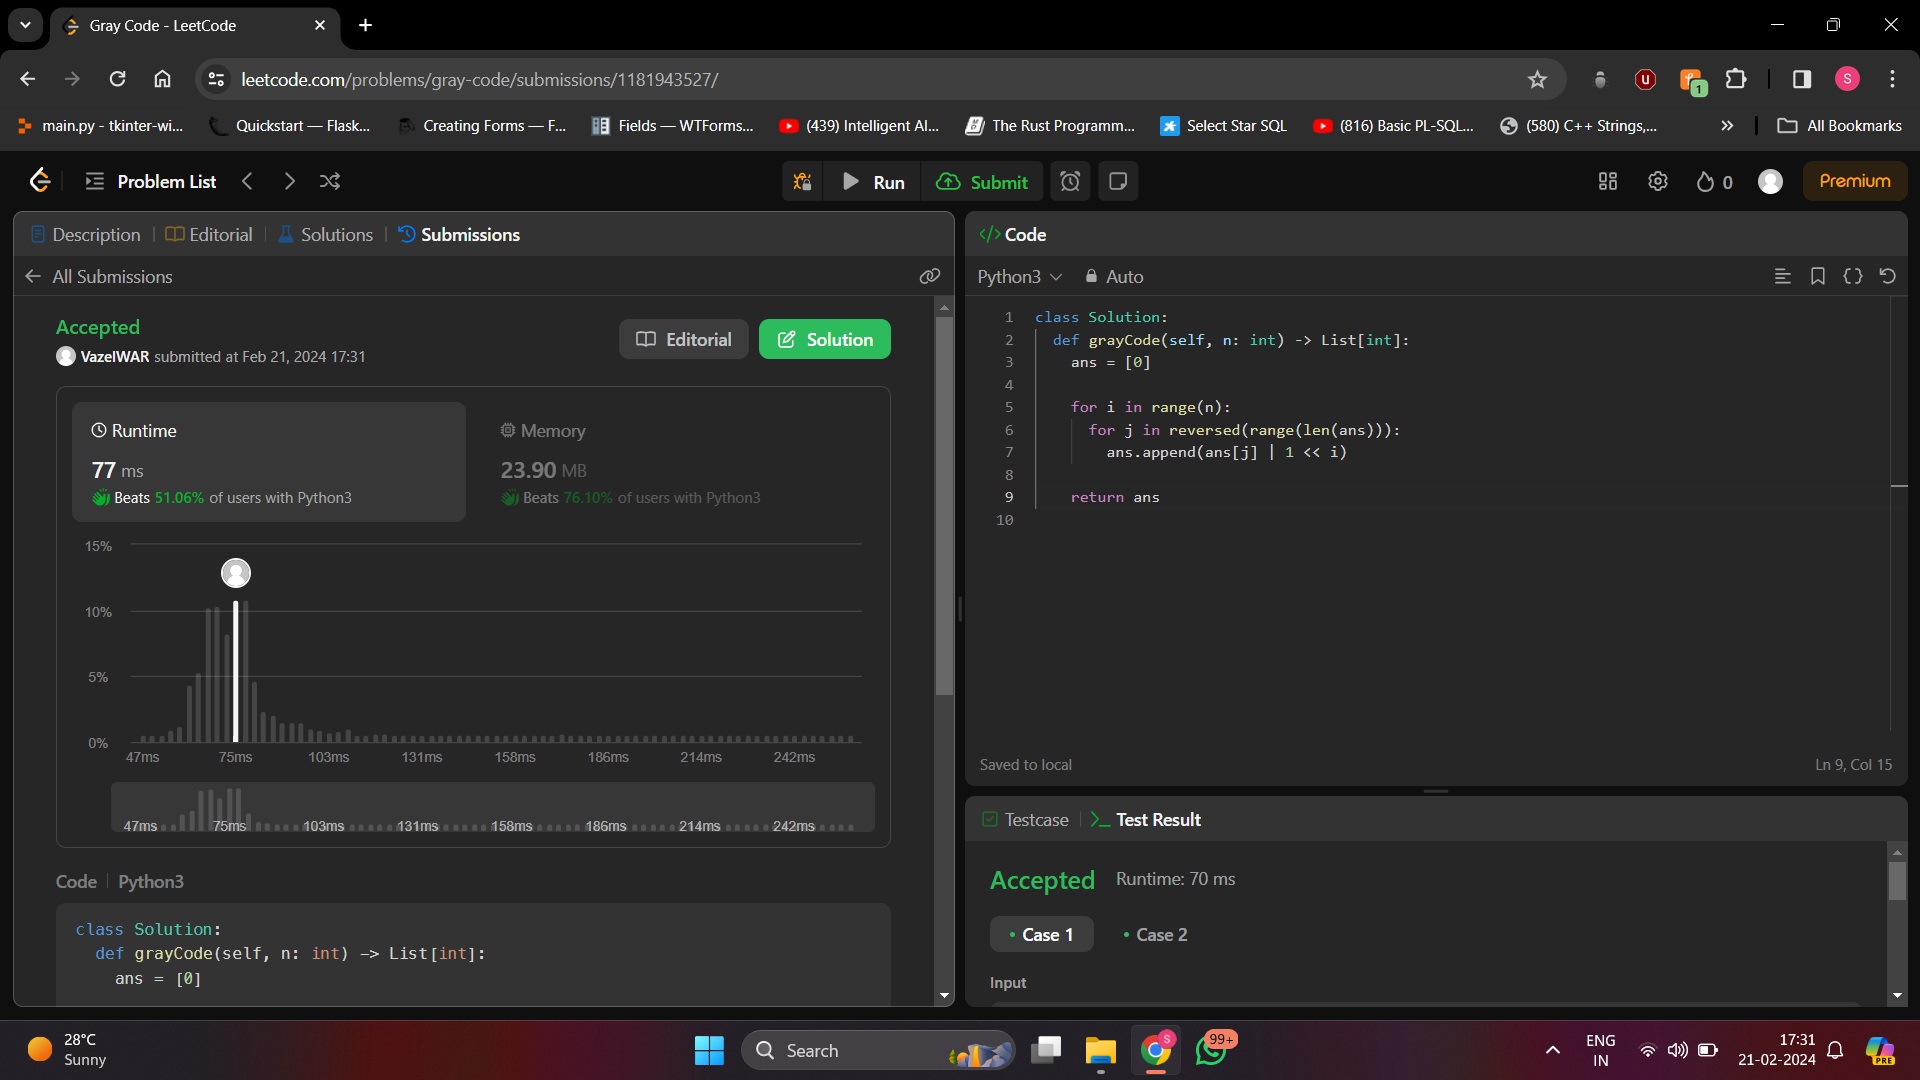 Gray Code - LeetCode
leetcode.com/problems/gray-code/submissions/1181943527/
U
1
S
main.py - tkinter-wi...
Quickstart — Flask...
Creating Forms — F...
Fields — WTForms...
(439) Intelligent AI...
The Rust Programm...
Select Star SQL
(816) Basic PL-SQL...
(580) C++ Strings,...
»
All Bookmarks
Problem List
Run
Submit
0
Premium
Description
Editorial
Solutions
Submissions
All Submissions
Accepted
VazelWAR submitted at Feb 21, 2024 17:31
Editorial
Solution
Runtime
77 ms
Beats 51.06% of users with Python3
Memory
23.90 MB
Beats 76.10% of users with Python3
15%
10%
5%
0%
47ms 75ms 103ms 131ms 158ms 186ms 214ms 242ms
47ms 75ms 103ms 131ms 158ms 186ms 214ms 242ms
Code | Python3
class Solution:
def grayCode(self, n: int) -> List[int]:
ans = [0]
</> Code
Python3
Auto
1 class Solution:
2 def grayCode(self, n: int) -> List[int]:
3 ans = [0]
4
5 for i in range(n):
6 for j in reversed(range(len(ans))):
7 ans.append(ans[j] | 1 << i)
8
9 return ans
10
Saved to local
Ln 9, Col 15
Testcase
Test Result
Accepted Runtime: 70 ms
• Case 1
• Case 2
Input
28°C
Sunny
Search
S
99+
ENG
IN
17:31
21-02-2024
PRE